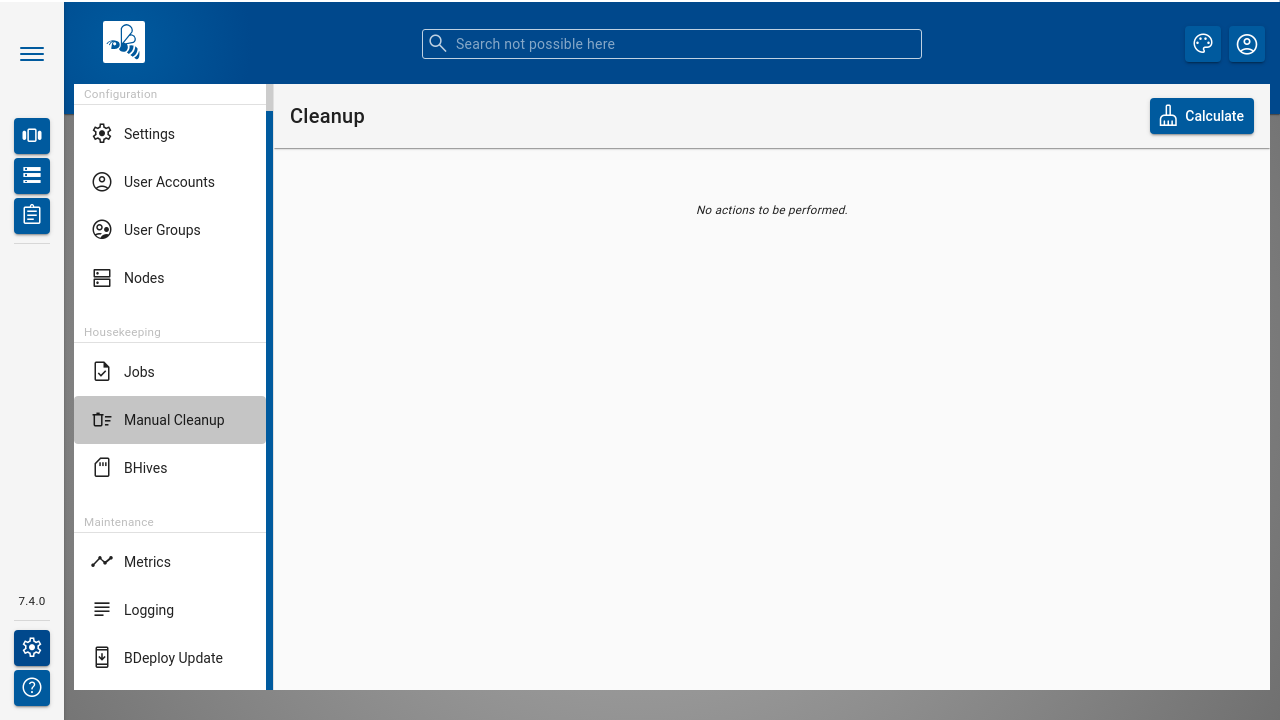 Search not possible here
Configuration
Settings
User Accounts
User Groups
Nodes
Housekeeping
Jobs
Manual Cleanup
BHives
Maintenance
Metrics
Logging
BDeploy Update
Cleanup
Calculate
No actions to be performed.
7.4.0